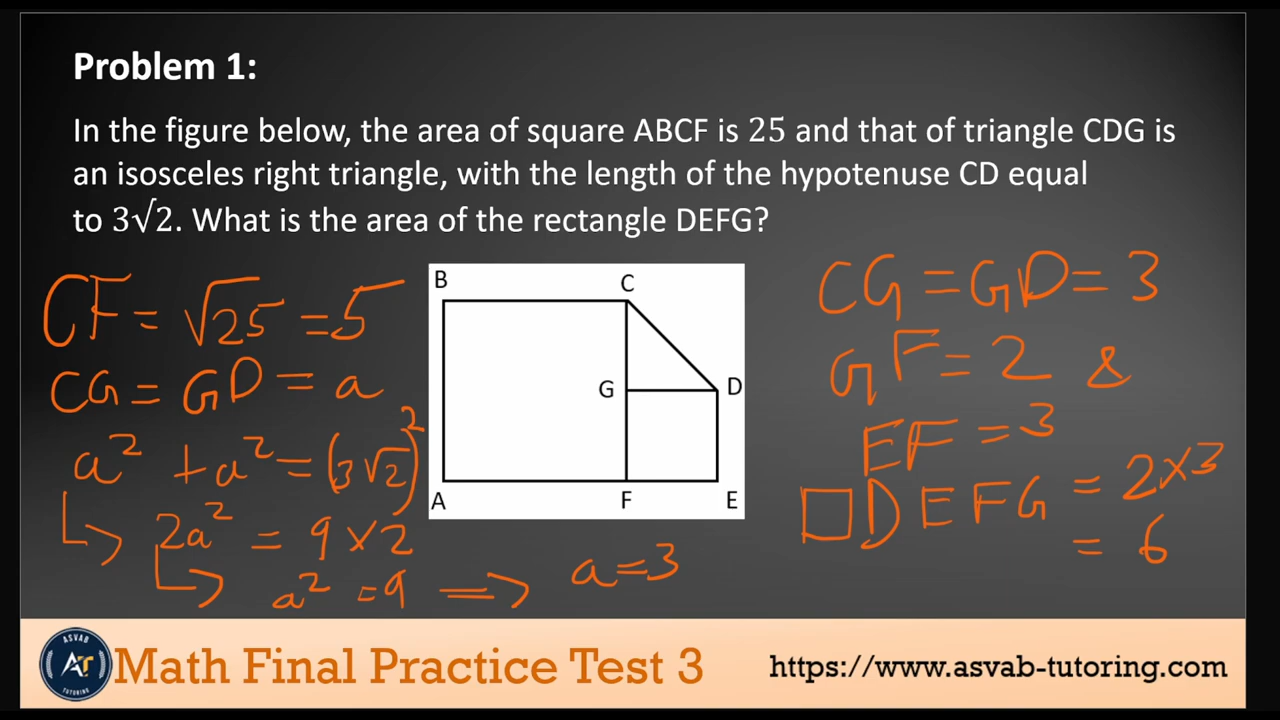 Problem 1:
In the figure below, the area of square ABCF is 25 and that of triangle CDG is
an isosceles right triangle, with the length of the hypotenuse CD equal
to 3√2. What is the area of the rectangle DEFG?
CF = √25 = 5
CG = GD = a
a² + a² = (3√2)²
↳ 2a² = 9 × 2
↳ a² = 9 ⟹ a = 3
B
C
G
D
A
F
E
CG = GD = 3
GF = 2 &
EF = 3
□DEFG = 2×3
= 6
ASVAB
AT
TUTORING
Math Final Practice Test 3
https://www.asvab-tutoring.com